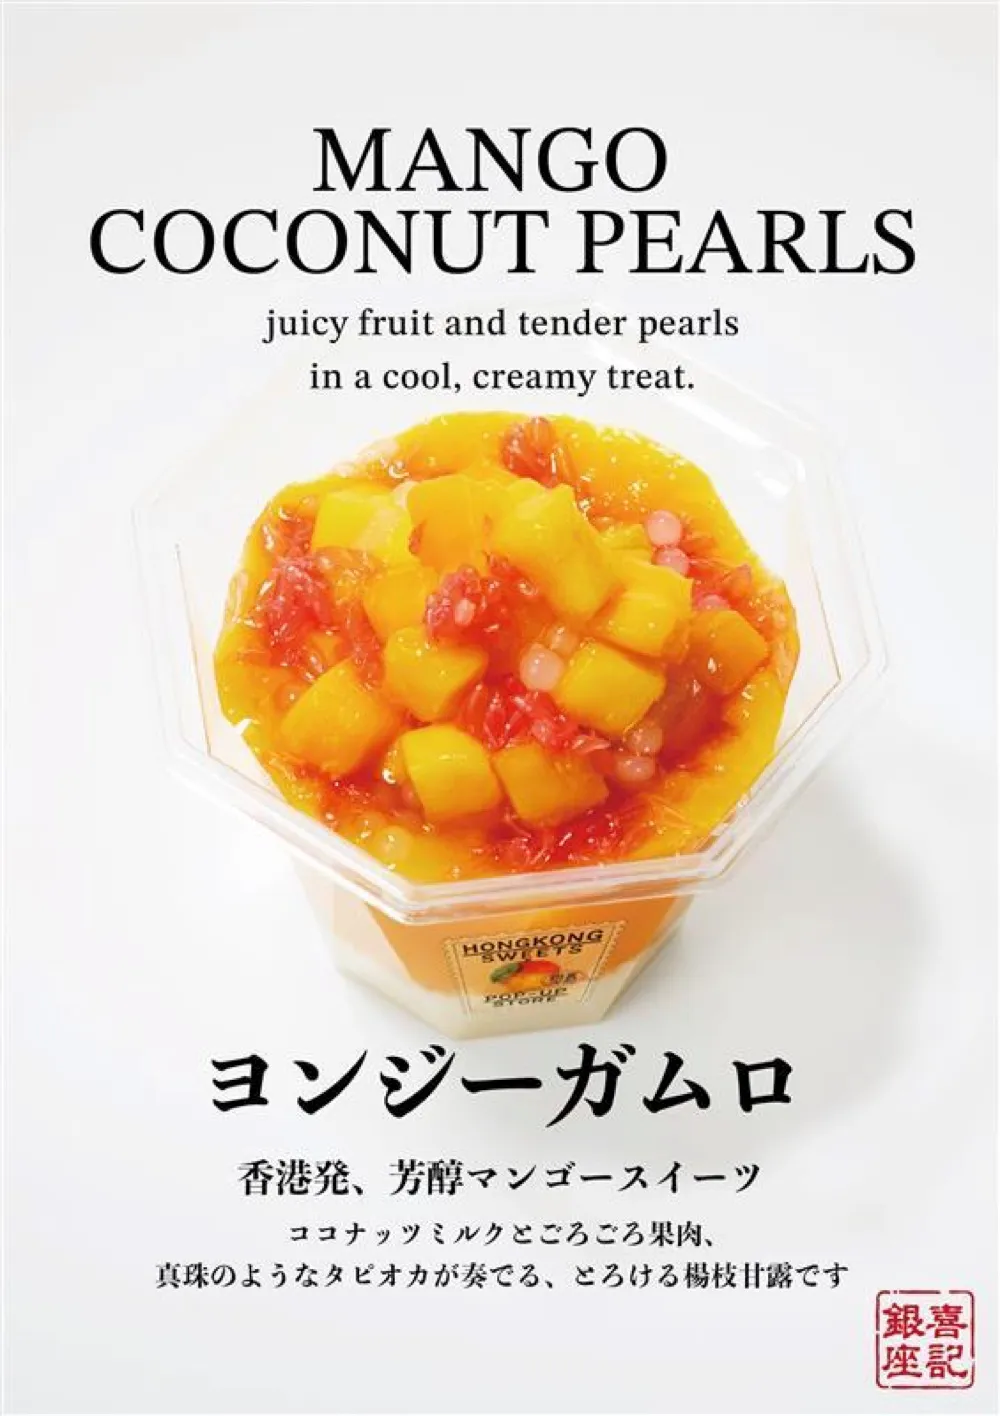 MANGO
COCONUT PEARLS
juicy fruit and tender pearls
in a cool, creamy treat.
HONGKONG
SWEETS
POP-UP
STORE
ヨンジーガムロ
香港発、芳醇マンゴースイーツ
ココナッツミルクとごろごろ果肉、
真珠のようなタピオカが奏でる、とろける楊枝甘露です
喜記
銀座